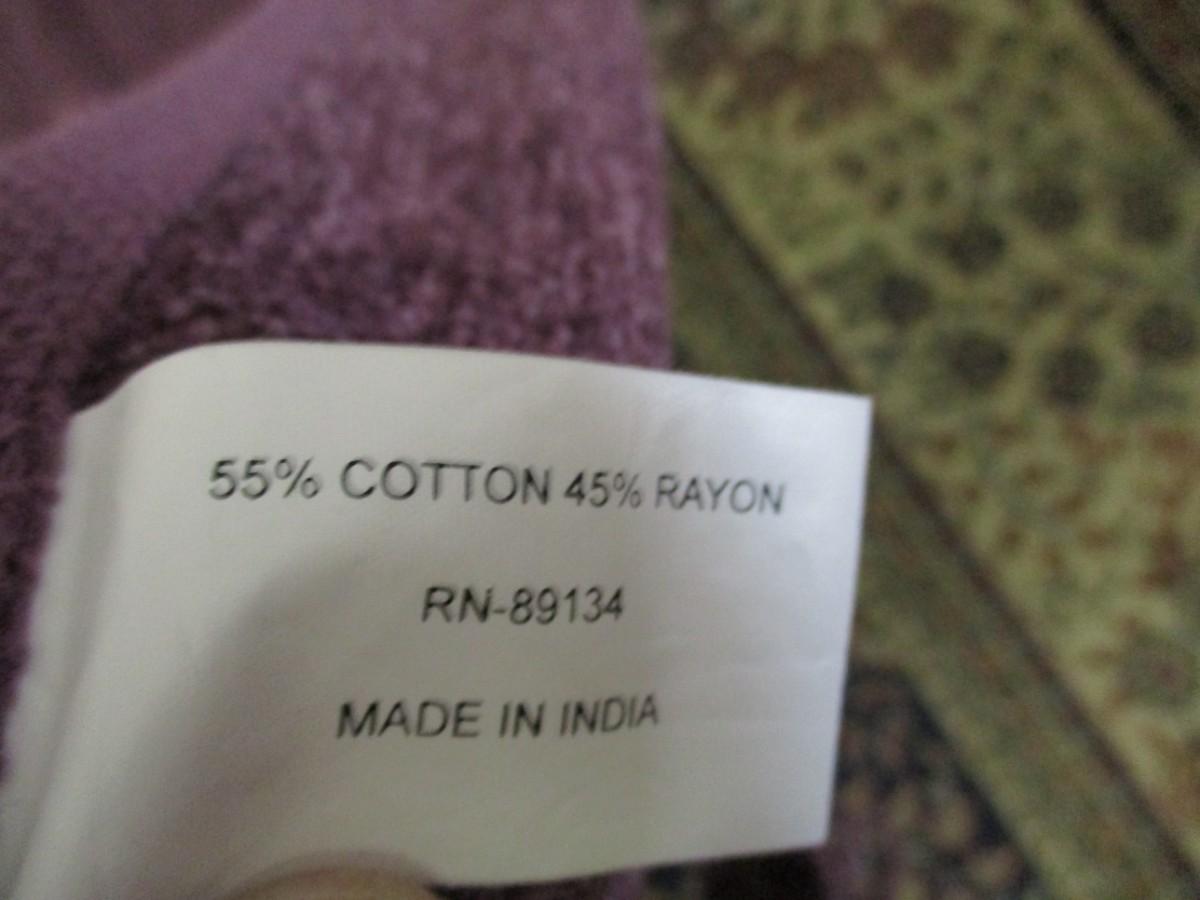 55% COTTON 45% RAYON
RN-89134
MADE IN INDIA